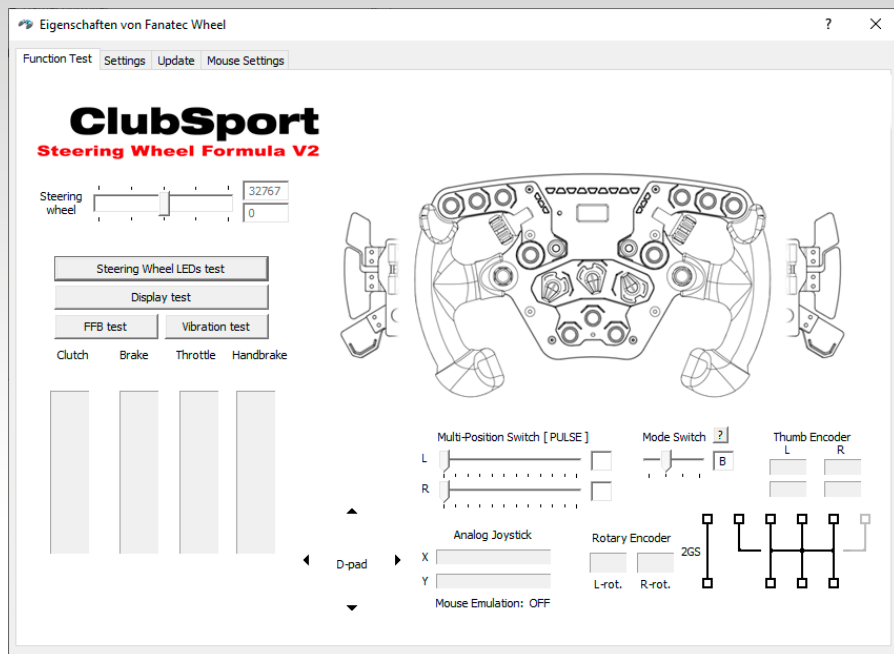 Eigenschaften von Fanatec Wheel
? ×
Function Test Settings Update Mouse Settings
ClubSport
Steering Wheel Formula V2
Steering
wheel
32767
0
Steering Wheel LEDs test
Display test
FFB test Vibration test
Clutch Brake Throttle Handbrake
Multi-Position Switch [ PULSE ]
L
R
Mode Switch ?
B
Thumb Encoder
L R
D-pad
Analog Joystick
X
Y
Mouse Emulation: OFF
Rotary Encoder
L-rot. R-rot.
2GS